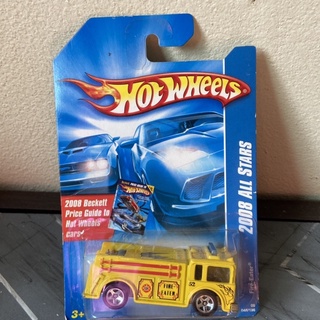 HOT WHEELS
2008 ALL STARS
2008 Beckett
Price Guide to
Hot Wheels
cars
FIRE
EATER
3+